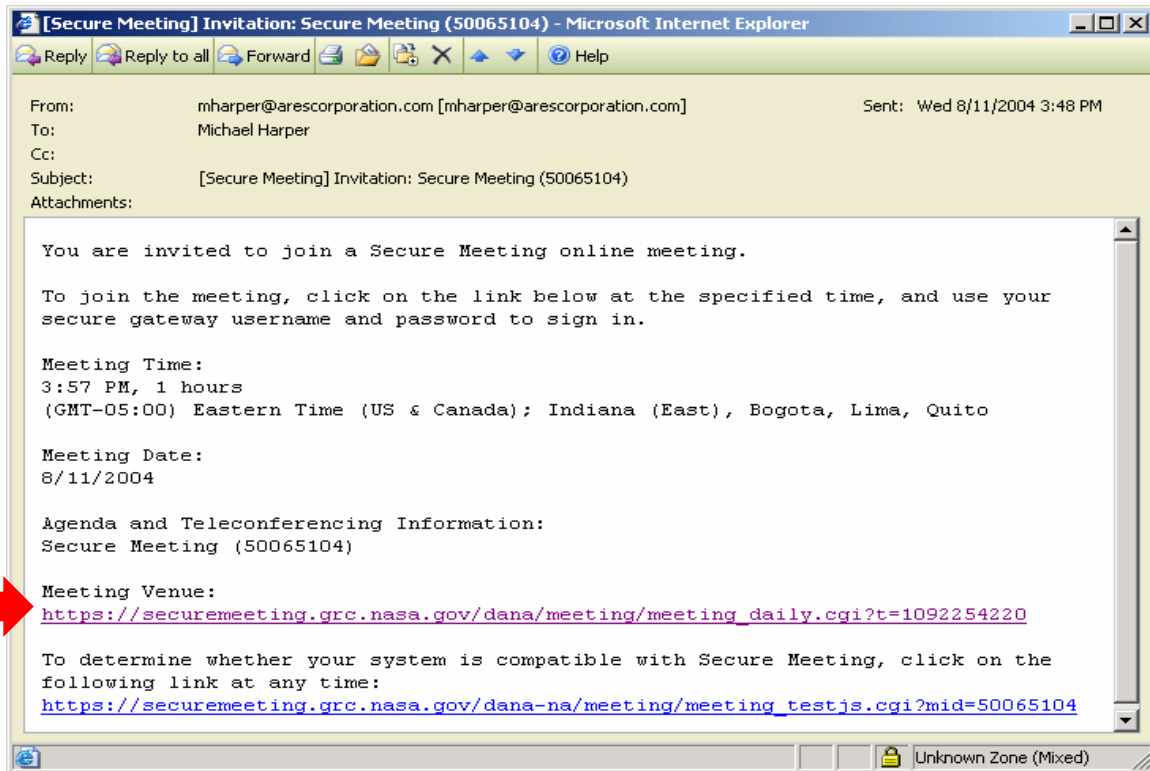 [Secure Meeting] Invitation: Secure Meeting (50065104) - Microsoft Internet Explorer
Reply Reply to all Forward Help
From: mharper@arescorporation.com [mharper@arescorporation.com] Sent: Wed 8/11/2004 3:48 PM
To: Michael Harper
Cc:
Subject: [Secure Meeting] Invitation: Secure Meeting (50065104)
Attachments:
You are invited to join a Secure Meeting online meeting.
To join the meeting, click on the link below at the specified time, and use your
secure gateway username and password to sign in.
Meeting Time:
3:57 PM, 1 hours
(GMT-05:00) Eastern Time (US & Canada); Indiana (East), Bogota, Lima, Quito
Meeting Date:
8/11/2004
Agenda and Teleconferencing Information:
Secure Meeting (50065104)
Meeting Venue:
https://securemeeting.grc.nasa.gov/dana/meeting/meeting_daily.cgi?t=1092254220
To determine whether your system is compatible with Secure Meeting, click on the
following link at any time:
https://securemeeting.grc.nasa.gov/dana-na/meeting/meeting_testjs.cgi?mid=50065104
Unknown Zone (Mixed)